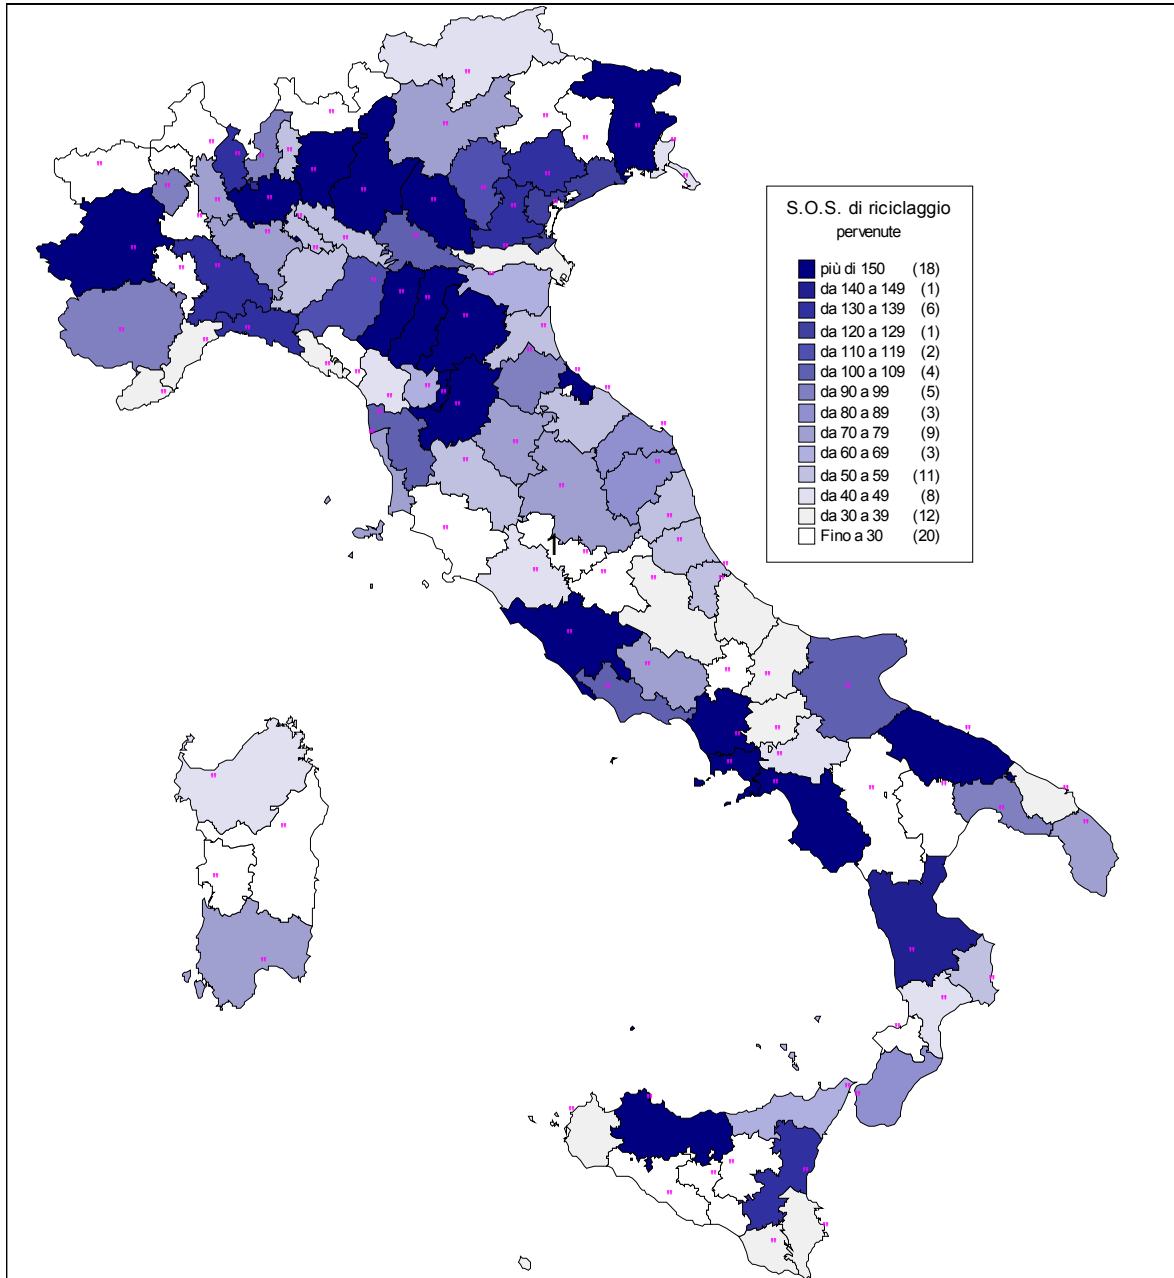 S.O.S. di riciclaggio
pervenute
più di 150 (18)
da 140 a 149 (1)
da 130 a 139 (6)
da 120 a 129 (1)
da 110 a 119 (2)
da 100 a 109 (4)
da 90 a 99 (5)
da 80 a 89 (3)
da 70 a 79 (9)
da 60 a 69 (3)
da 50 a 59 (11)
da 40 a 49 (8)
da 30 a 39 (12)
Fino a 30 (20)
1